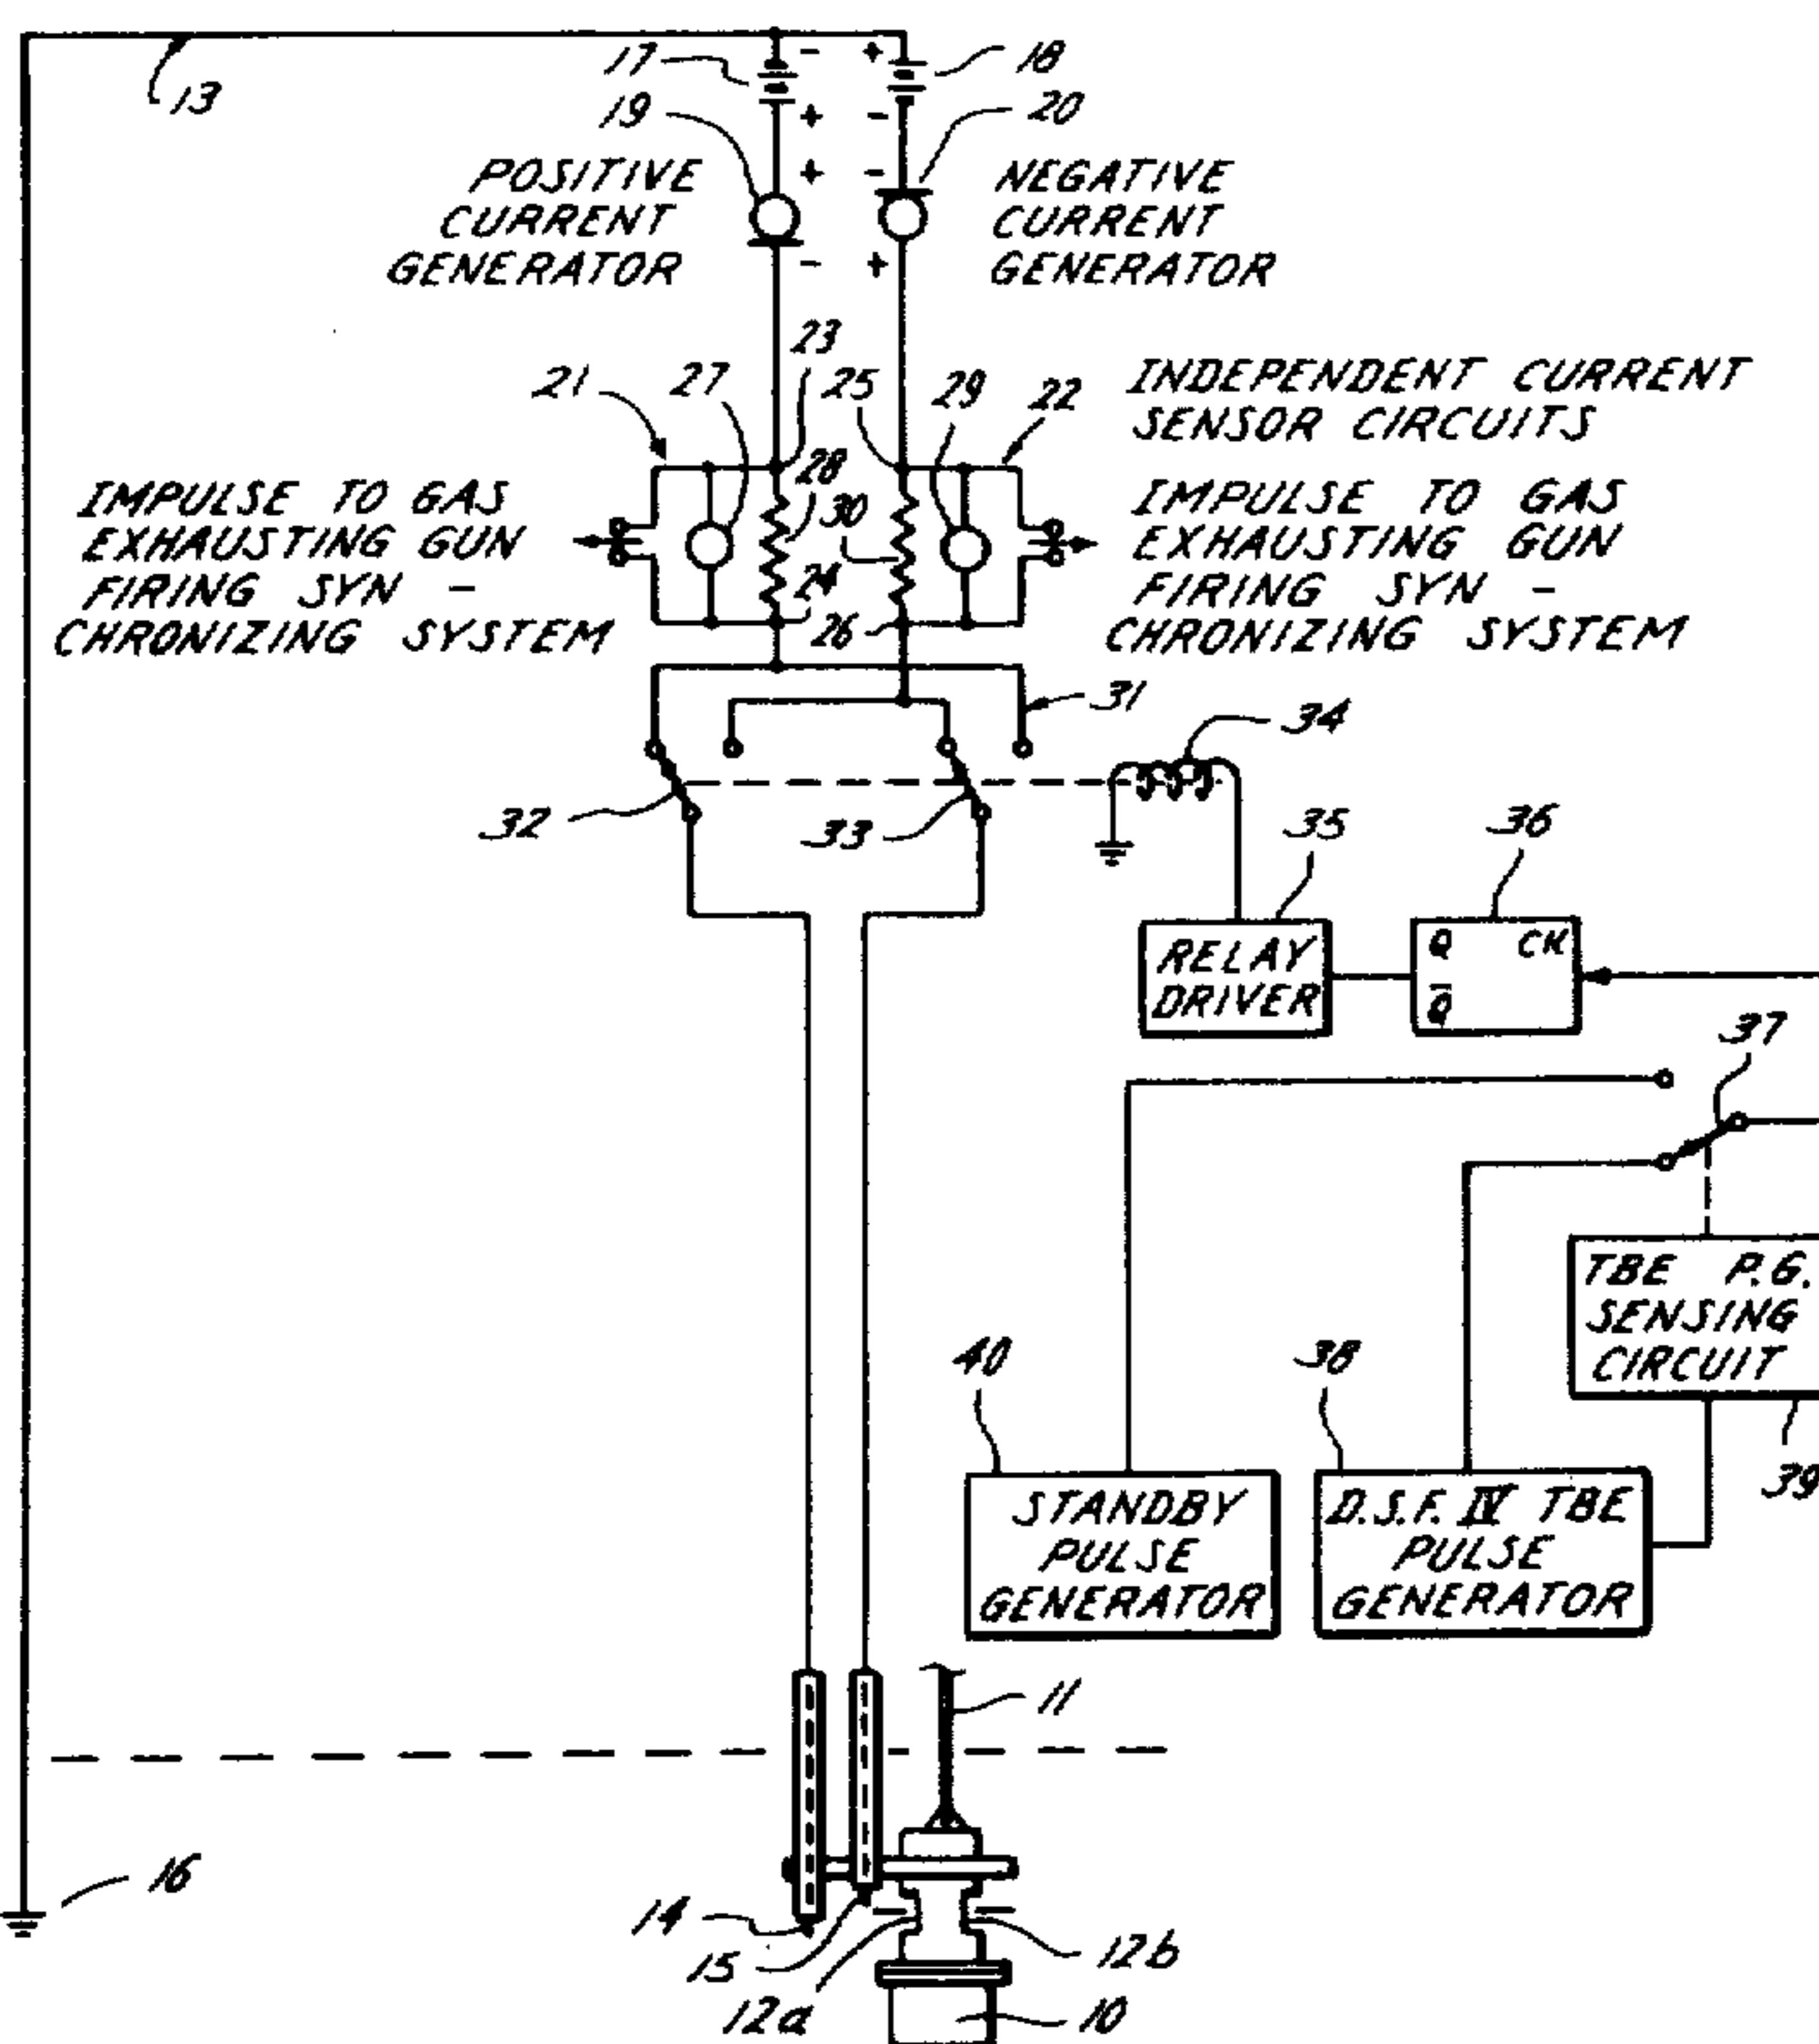 17
- +
18
13
19
+ -
20
POSITIVE
CURRENT
GENERATOR
+ -
NEGATIVE
CURRENT
GENERATOR
- +
23
21
27
25
29
22
INDEPENDENT CURRENT
SENSOR CIRCUITS
28
30
24
26
IMPULSE TO GAS
EXHAUSTING GUN
FIRING SYN -
CHRONIZING SYSTEM
IMPULSE TO GAS
EXHAUSTING GUN
FIRING SYN -
CHRONIZING SYSTEM
31
34
32
33
35
36
RELAY
DRIVER
Q CK
Q̅
37
TBE P.G.
SENSING
CIRCUIT
40
38
39
STANDBY
PULSE
GENERATOR
D.S.F. IV TBE
PULSE
GENERATOR
11
16
14
15
12b
12a
10